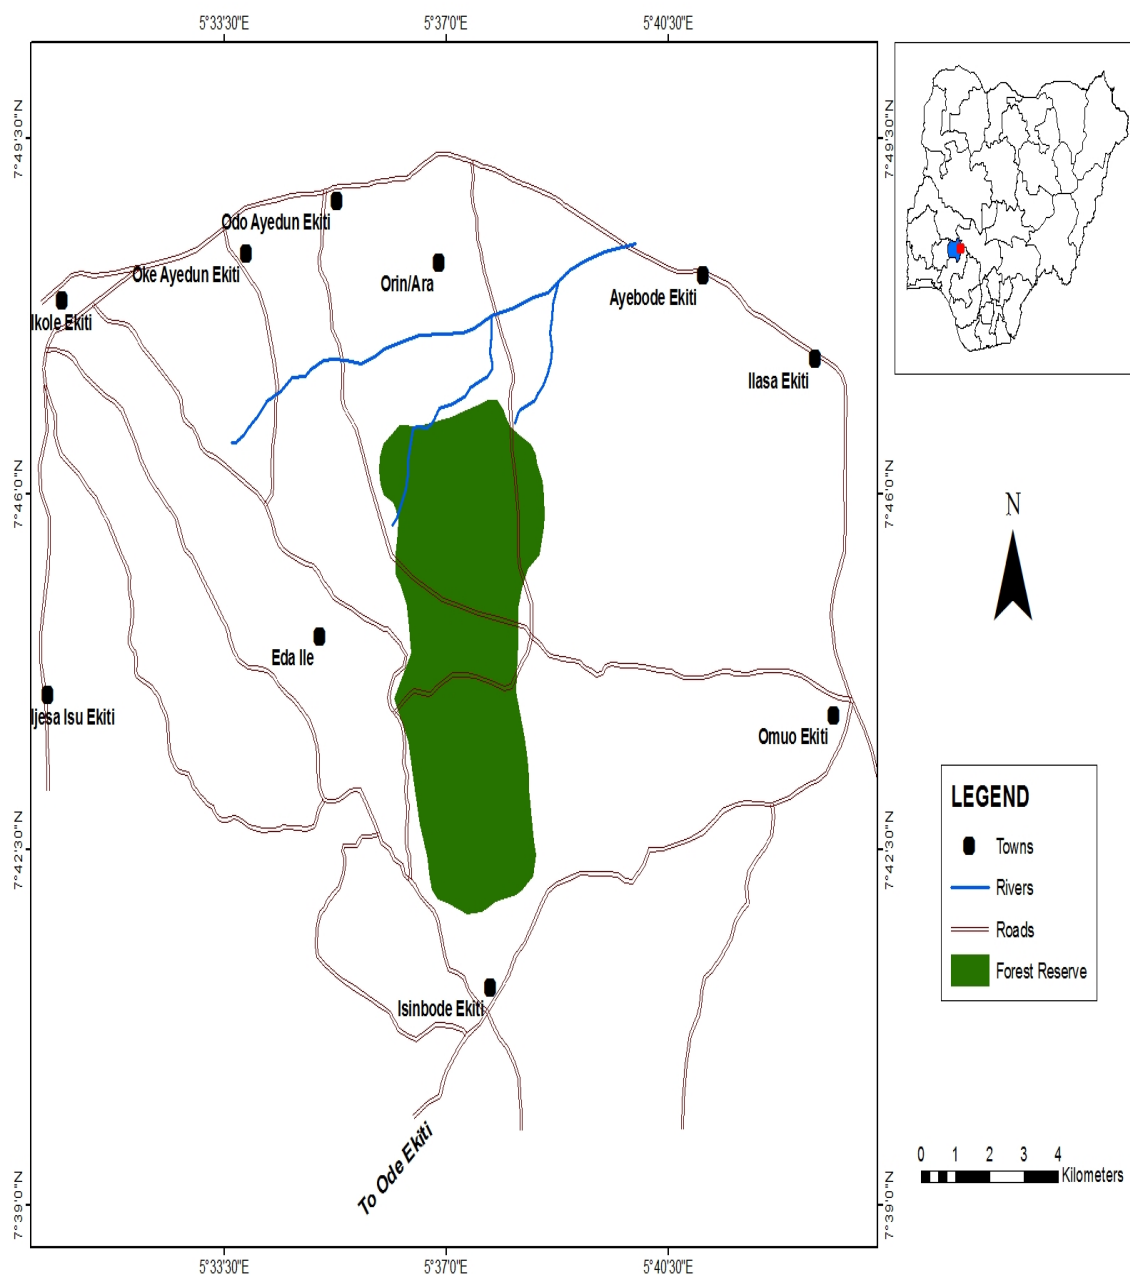 5°33'30"E
5°37'0"E
5°40'30"E
7°49'30"N
7°49'30"N
Odo Ayedun Ekiti
Oke Ayedun Ekiti
Orin/Ara
Ayebode Ekiti
Ikole Ekiti
Ilasa Ekiti
7°46'0"N
7°46'0"N
N
Eda Ile
Ijesa Isu Ekiti
Omuo Ekiti
LEGEND
Towns
Rivers
Roads
Forest Reserve
7°42'30"N
7°42'30"N
Isinbode Ekiti
To Ode Ekiti
0 1 2 3 4
Kilometers
7°39'0"N
7°39'0"N
5°33'30"E
5°37'0"E
5°40'30"E